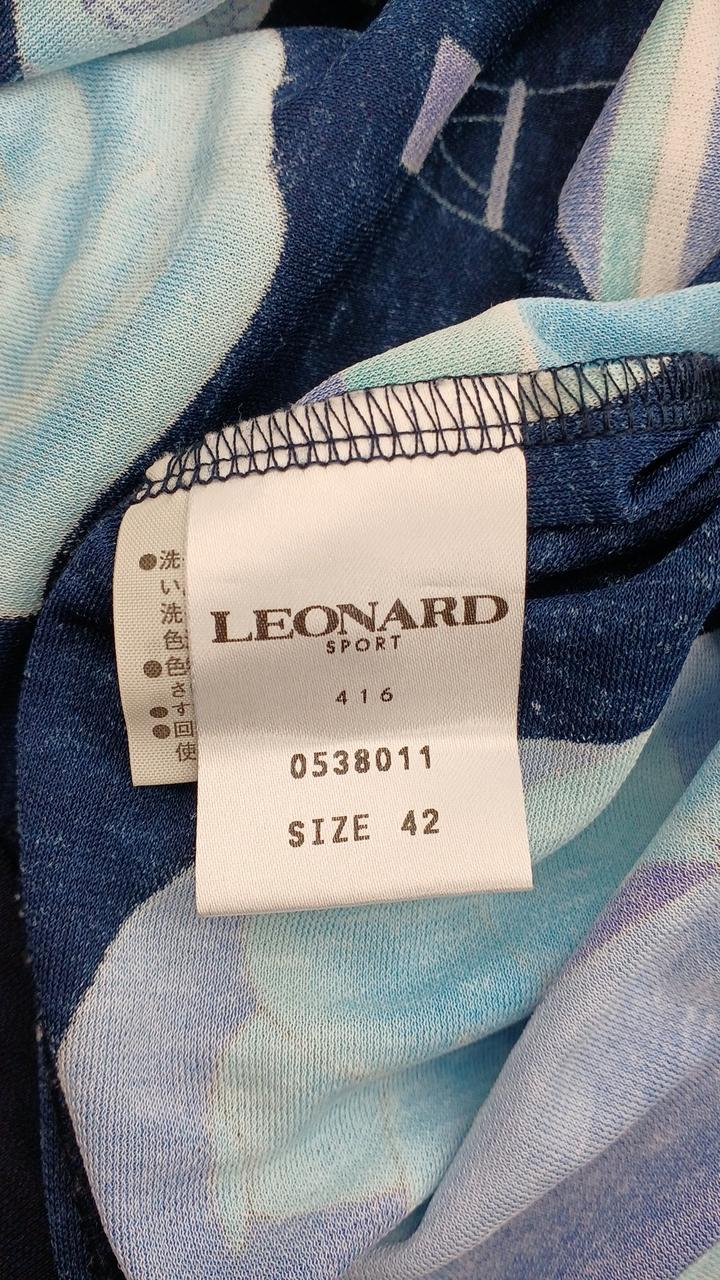 LEONARD
SPORT
416
0538011
SIZE 42
●洗
い
洗
色
●色
さ
●す
●回
使